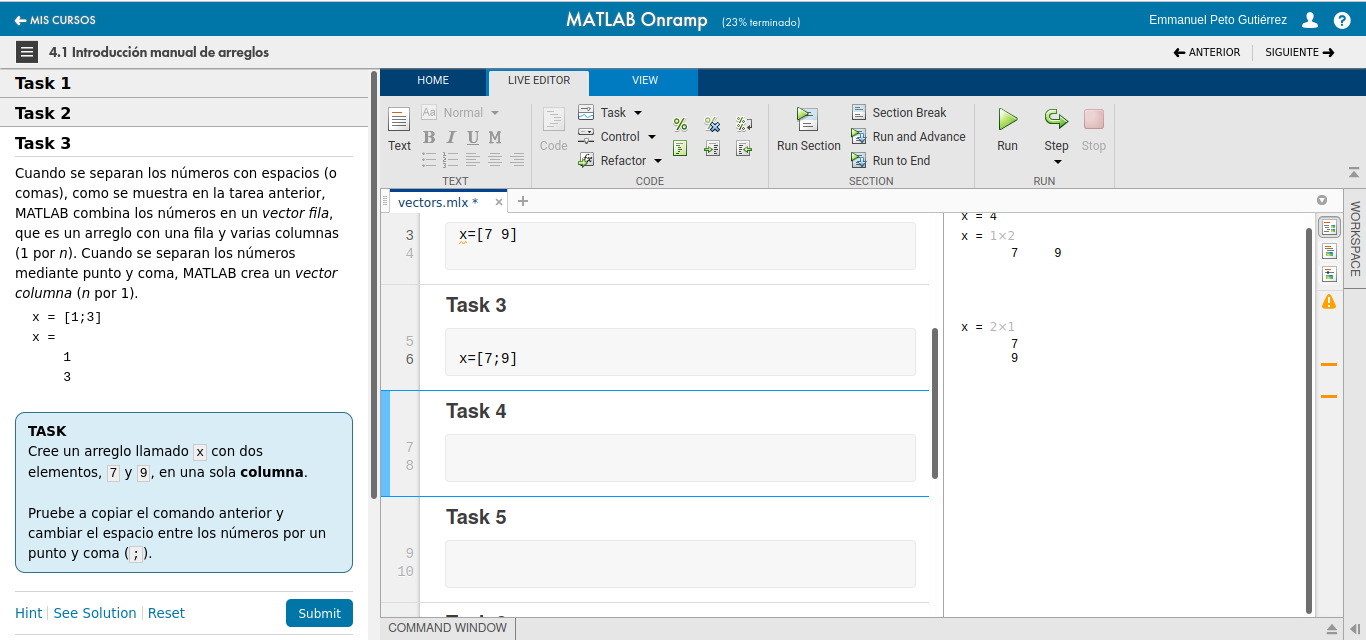 MIS CURSOS
MATLAB Onramp (23% terminado)
Emmanuel Peto Gutiérrez
4.1 Introducción manual de arreglos
ANTERIOR
SIGUIENTE
Task 1
Task 2
Task 3
Cuando se separan los números con espacios (o
comas), como se muestra en la tarea anterior,
MATLAB combina los números en un vector fila,
que es un arreglo con una fila y varias columnas
(1 por n). Cuando se separan los números
mediante punto y coma, MATLAB crea un vector
columna (n por 1).
x = [1;3]
x =
1
3
TASK
Cree un arreglo llamado x con dos
elementos, 7 y 9, en una sola columna.
Pruebe a copiar el comando anterior y
cambiar el espacio entre los números por un
punto y coma (;).
Hint
See Solution
Reset
Submit
HOME
LIVE EDITOR
VIEW
Text
Aa Normal
B I U M
TEXT
Code
Task
Control
Refactor
CODE
Run Section
Section Break
Run and Advance
Run to End
SECTION
Run
Step
Stop
RUN
vectors.mlx *
3 x=[7 9]
4
Task 3
5
6 x=[7;9]
Task 4
7
8
Task 5
9
10
x = 4
x = 1×2
7 9
x = 2×1
7
9
WORKSPACE
COMMAND WINDOW